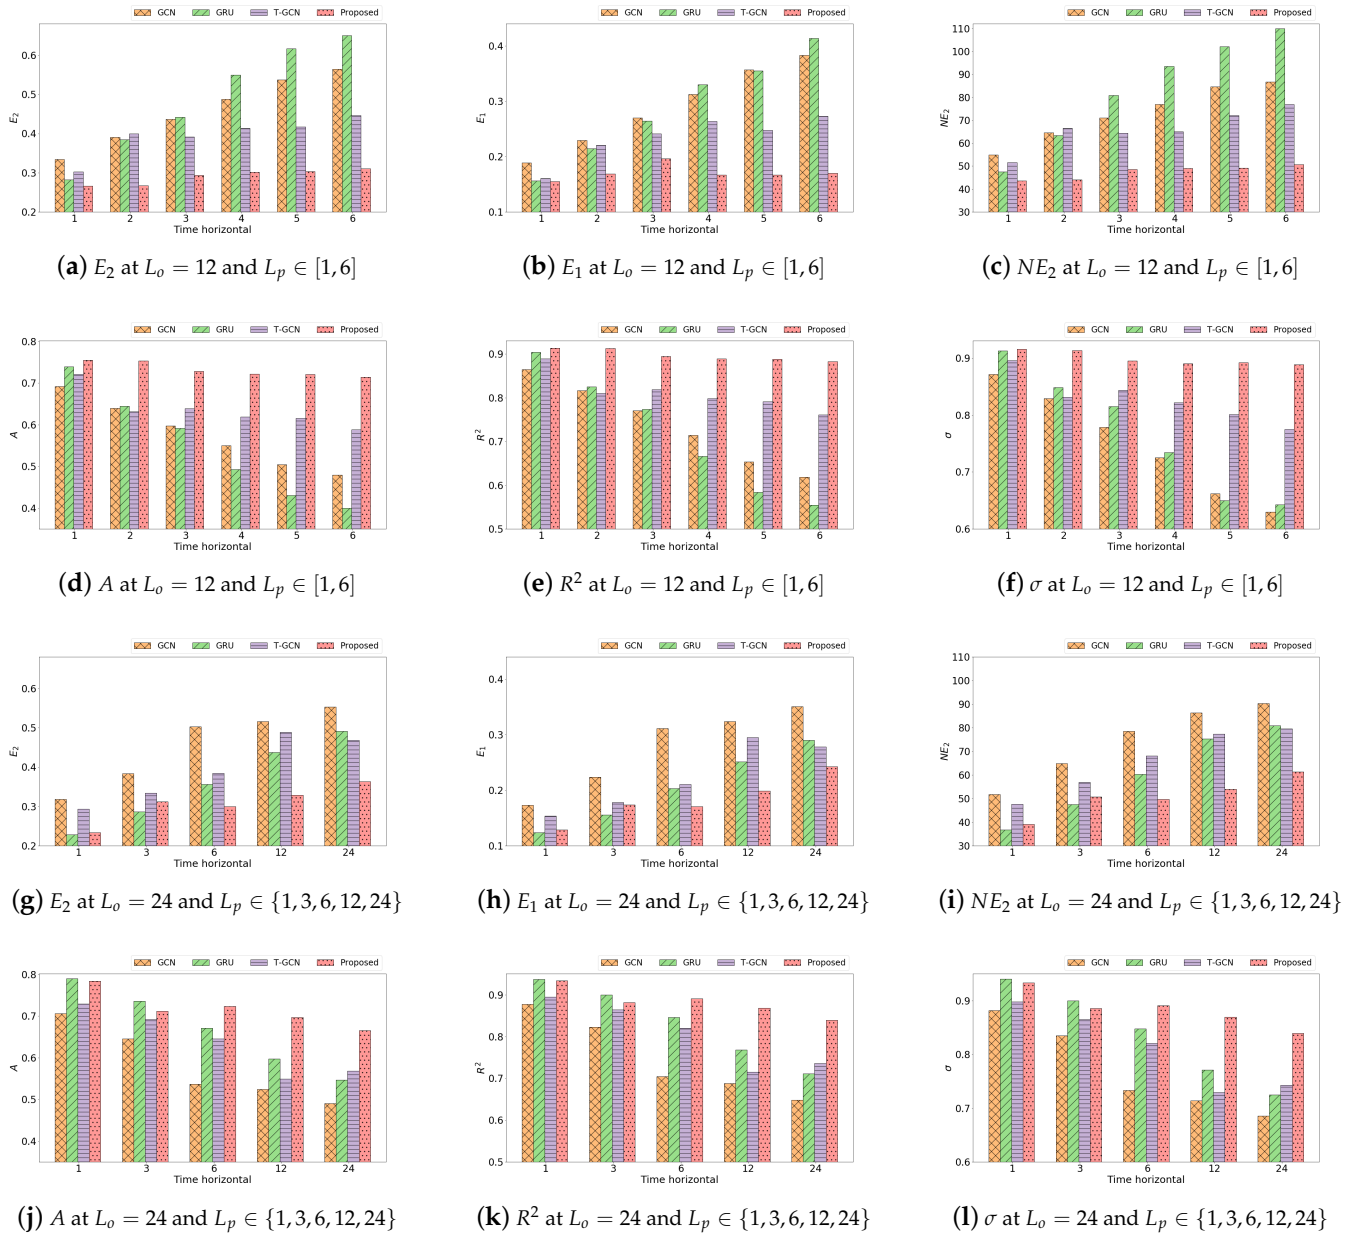 GCN GRU T-GCN Proposed
E2
0.6
0.5
0.4
0.3
0.2
1 2 3 4 5 6
Time horizontal
(a) E2 at Lo = 12 and Lp ∈ [1, 6]
GCN GRU T-GCN Proposed
E1
0.4
0.3
0.2
0.1
1 2 3 4 5 6
Time horizontal
(b) E1 at Lo = 12 and Lp ∈ [1, 6]
GCN GRU T-GCN Proposed
NE2
110
100
90
80
70
60
50
40
30
1 2 3 4 5 6
Time horizontal
(c) NE2 at Lo = 12 and Lp ∈ [1, 6]
GCN GRU T-GCN Proposed
A
0.8
0.7
0.6
0.5
0.4
1 2 3 4 5 6
Time horizontal
(d) A at Lo = 12 and Lp ∈ [1, 6]
GCN GRU T-GCN Proposed
R²
0.9
0.8
0.7
0.6
0.5
1 2 3 4 5 6
Time horizontal
(e) R² at Lo = 12 and Lp ∈ [1, 6]
GCN GRU T-GCN Proposed
σ
0.9
0.8
0.7
0.6
1 2 3 4 5 6
Time horizontal
(f) σ at Lo = 12 and Lp ∈ [1, 6]
GCN GRU T-GCN Proposed
E2
0.6
0.5
0.4
0.3
0.2
1 3 6 12 24
Time horizontal
(g) E2 at Lo = 24 and Lp ∈ {1, 3, 6, 12, 24}
GCN GRU T-GCN Proposed
E1
0.4
0.3
0.2
0.1
1 3 6 12 24
Time horizontal
(h) E1 at Lo = 24 and Lp ∈ {1, 3, 6, 12, 24}
GCN GRU T-GCN Proposed
NE2
110
100
90
80
70
60
50
40
30
1 3 6 12 24
Time horizontal
(i) NE2 at Lo = 24 and Lp ∈ {1, 3, 6, 12, 24}
GCN GRU T-GCN Proposed
A
0.8
0.7
0.6
0.5
0.4
1 3 6 12 24
Time horizontal
(j) A at Lo = 24 and Lp ∈ {1, 3, 6, 12, 24}
GCN GRU T-GCN Proposed
R²
0.9
0.8
0.7
0.6
0.5
1 3 6 12 24
Time horizontal
(k) R² at Lo = 24 and Lp ∈ {1, 3, 6, 12, 24}
GCN GRU T-GCN Proposed
σ
0.9
0.8
0.7
0.6
1 3 6 12 24
Time horizontal
(l) σ at Lo = 24 and Lp ∈ {1, 3, 6, 12, 24}